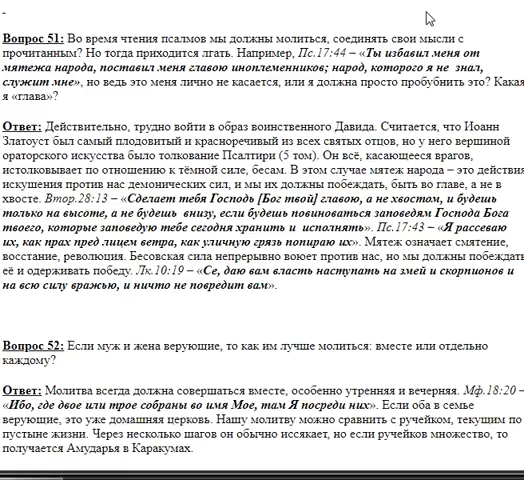 -
Вопрос 51: Во время чтения псалмов мы должны молиться, соединять свои мысли с
прочитанным? Но тогда приходится лгать. Например, Пс.17:44 – «Ты избавил меня от
мятежа народа, поставил меня главою иноплеменников; народ, которого я не знал,
служит мне», но ведь это меня лично не касается, или я должна просто пробубнить это? Какая
я «глава»?
Ответ: Действительно, трудно войти в образ воинственного Давида. Считается, что Иоанн
Златоуст был самый плодовитый и красноречивый из всех святых отцов, но у него вершиной
ораторского искусства было толкование Псалтири (5 том). Он всё, касающееся врагов,
истолковывает по отношению к тёмной силе, бесам. В этом случае мятеж народа – это действия
искушения против нас демонических сил, и мы их должны побеждать, быть во главе, а не в
хвосте. Втор.28:13 – «Сделает тебя Господь [Бог твой] главою, а не хвостом, и будешь
только на высоте, а не будешь внизу, если будешь повиноваться заповедям Господа Бога
твоего, которые заповедую тебе сегодня хранить и исполнять». Пс.17:43 – «Я рассеваю
их, как прах пред лицем ветра, как уличную грязь попираю их». Мятеж означает смятение,
восстание, революция. Бесовская сила непрерывно воюет против нас, но мы должны побеждать
её и одерживать победу. Лк.10:19 – «Се, даю вам власть наступать на змей и скорпионов и
на всю силу вражью, и ничто не повредит вам».
Вопрос 52: Если муж и жена верующие, то как им лучше молиться: вместе или отдельно
каждому?
Ответ: Молитва всегда должна совершаться вместе, особенно утренняя и вечерняя. Мф.18:20 –
«Ибо, где двое или трое собраны во имя Мое, там Я посреди них». Если оба в семье
верующие, это уже домашняя церковь. Нашу молитву можно сравнить с ручейком, текущим по
пустыне жизни. Через несколько шагов он обычно иссякает, но если ручейков множество, то
получается Амударья в Каракумах.